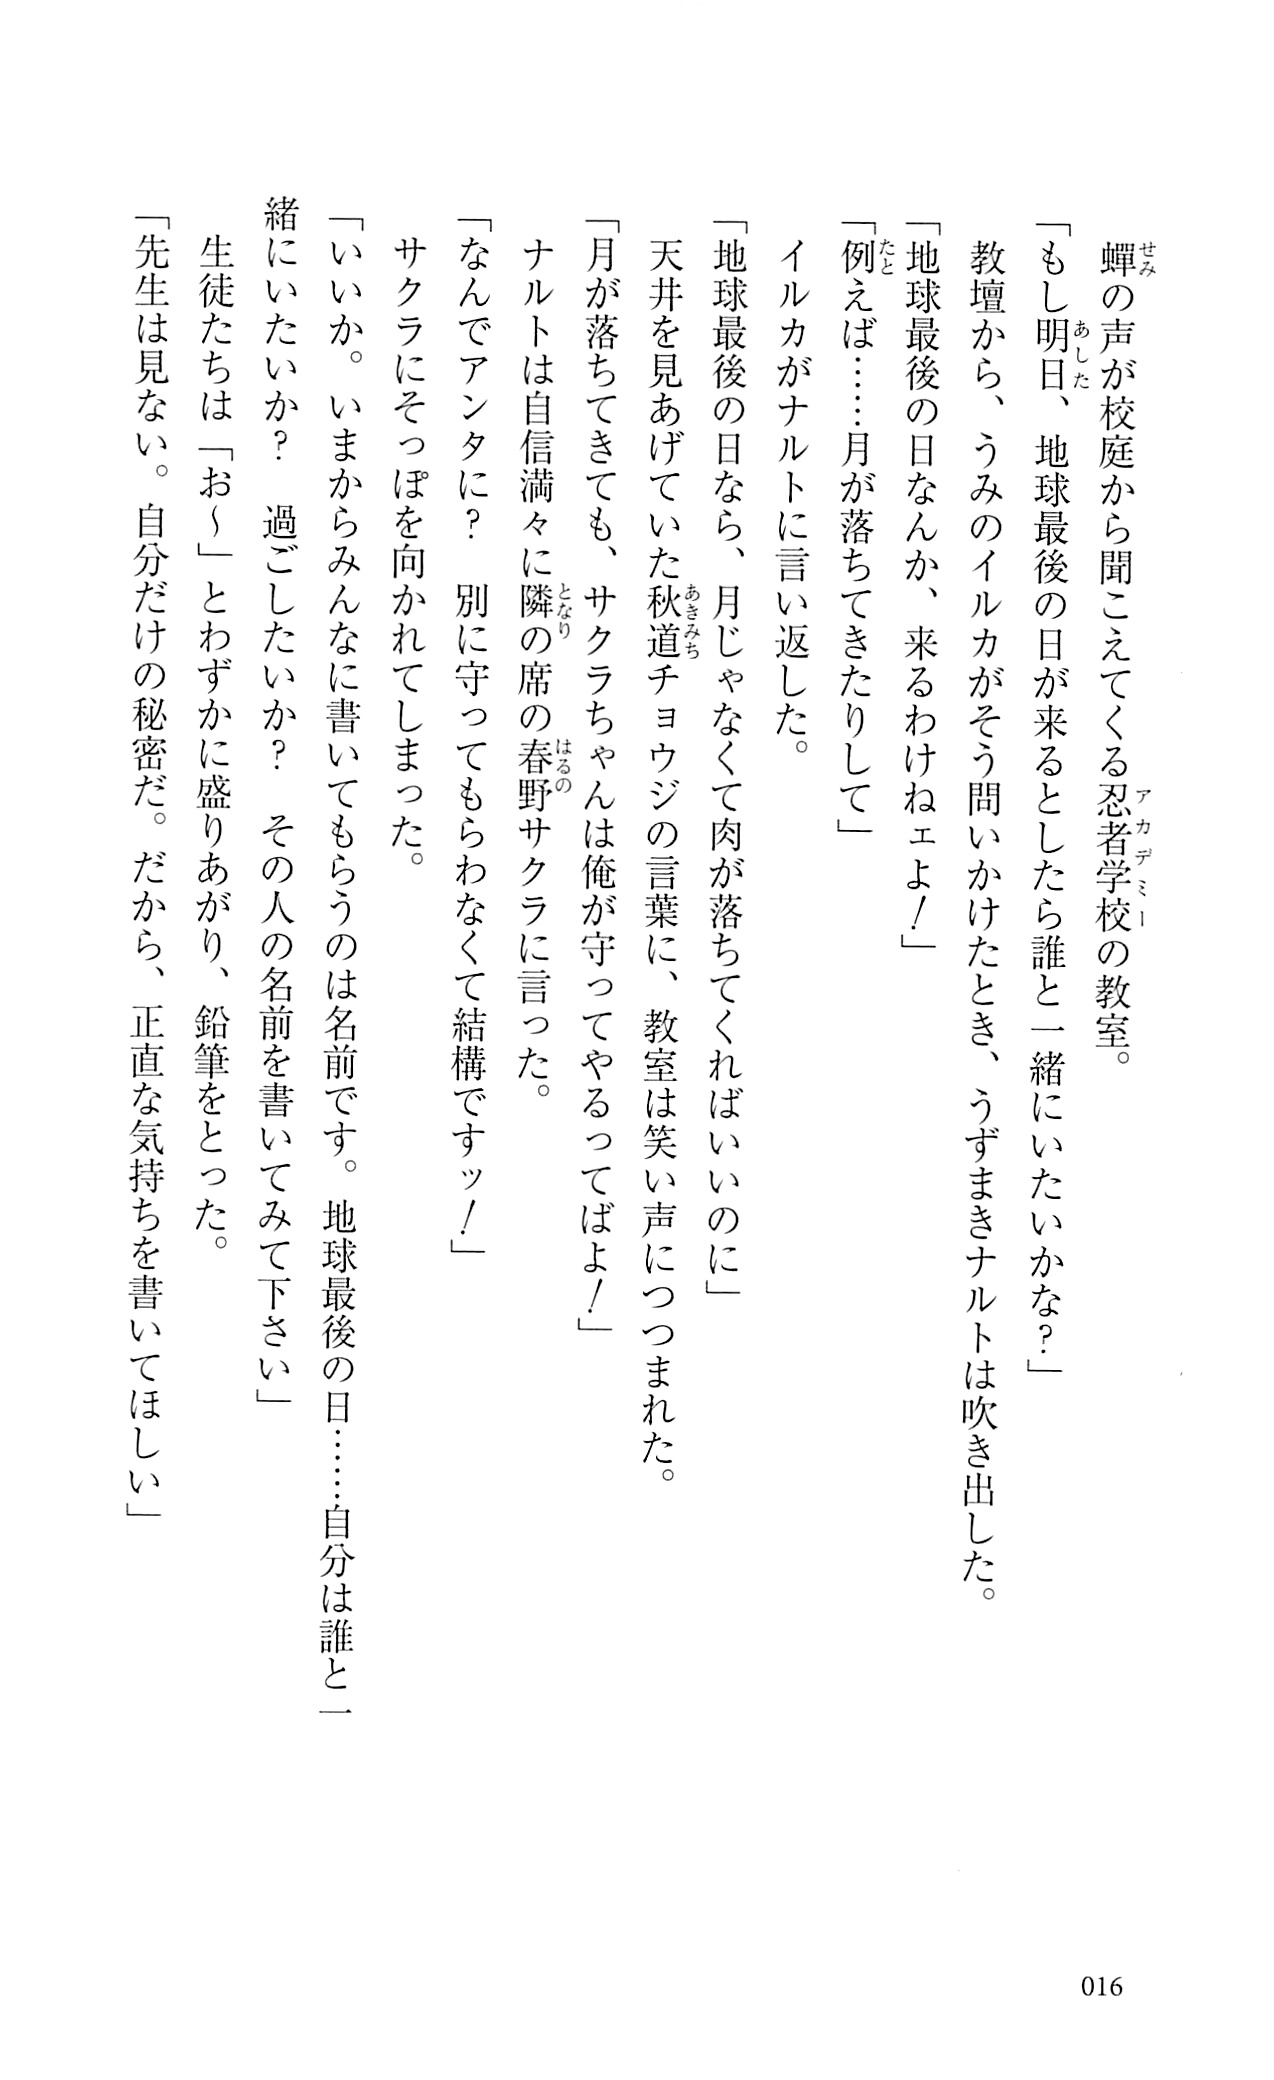 蟬の声が校庭から聞こえてくる忍者学校の教室。
「もし明日、地球最後の日が来るとしたら誰と一緒にいたいかな？」
　教壇から、うみのイルカがそう問いかけたとき、うずまきナルトは吹き出した。
「地球最後の日なんか、来るわけねェよ！」
「例えば……月が落ちてきたりして」
　イルカがナルトに言い返した。
「地球最後の日なら、月じゃなくて肉が落ちてくればいいのに」
　天井を見あげていた秋道チョウジの言葉に、教室は笑い声につつまれた。
「月が落ちてきても、サクラちゃんは俺が守ってやるってばよ！」
　ナルトは自信満々に隣の席の春野サクラに言った。
「なんでアンタに？　別に守ってもらわなくて結構ですッ！」
　サクラにそっぽを向かれてしまった。
「いいか。いまからみんなに書いてもらうのは名前です。地球最後の日……自分は誰と一
緒にいたいか？　過ごしたいか？　その人の名前を書いてみて下さい」
　生徒たちは「お〜」とわずかに盛りあがり、鉛筆をとった。
「先生は見ない。自分だけの秘密だ。だから、正直な気持ちを書いてほしい」
016